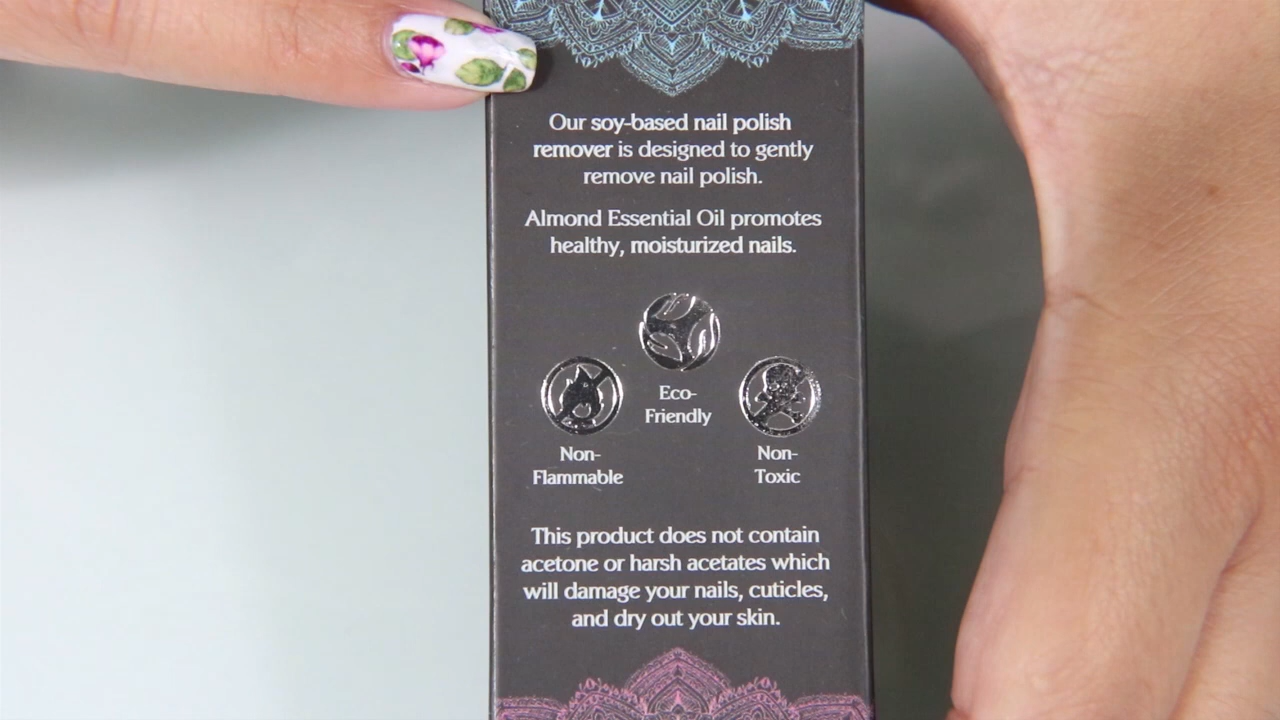 Our soy-based nail polish
remover is designed to gently
remove nail polish.
Almond Essential Oil promotes
healthy, moisturized nails.
Eco-
Friendly
Non-
Flammable
Non-
Toxic
This product does not contain
acetone or harsh acetates which
will damage your nails, cuticles,
and dry out your skin.